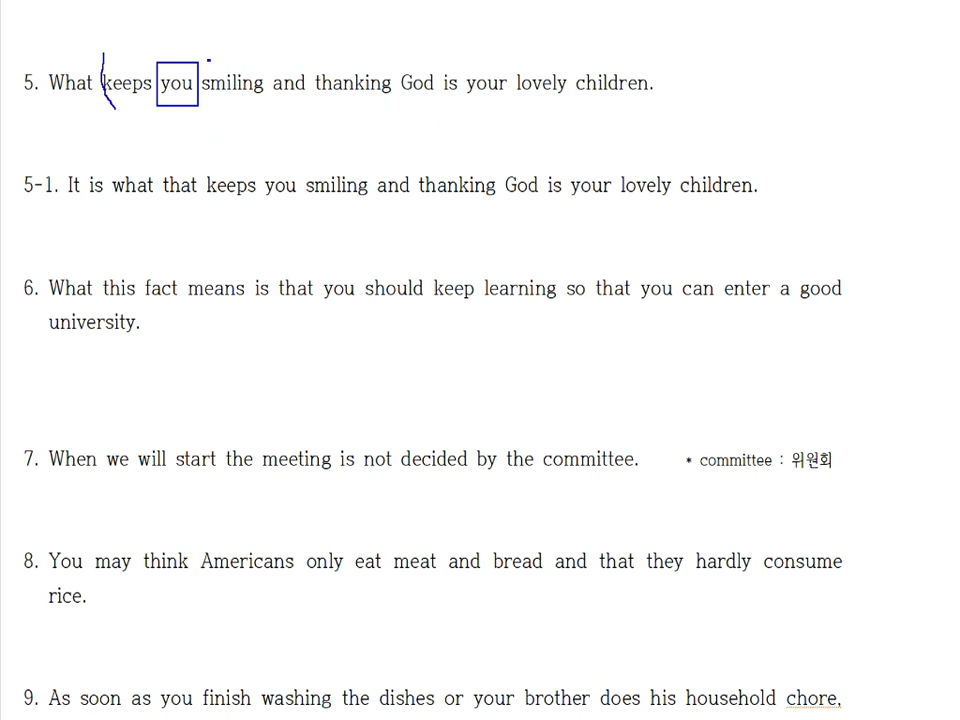 5. What keeps you smiling and thanking God is your lovely children.
5-1. It is what that keeps you smiling and thanking God is your lovely children.
6. What this fact means is that you should keep learning so that you can enter a good
university.
7. When we will start the meeting is not decided by the committee. * committee : 위원회
8. You may think Americans only eat meat and bread and that they hardly consume
rice.
9. As soon as you finish washing the dishes or your brother does his household chore,